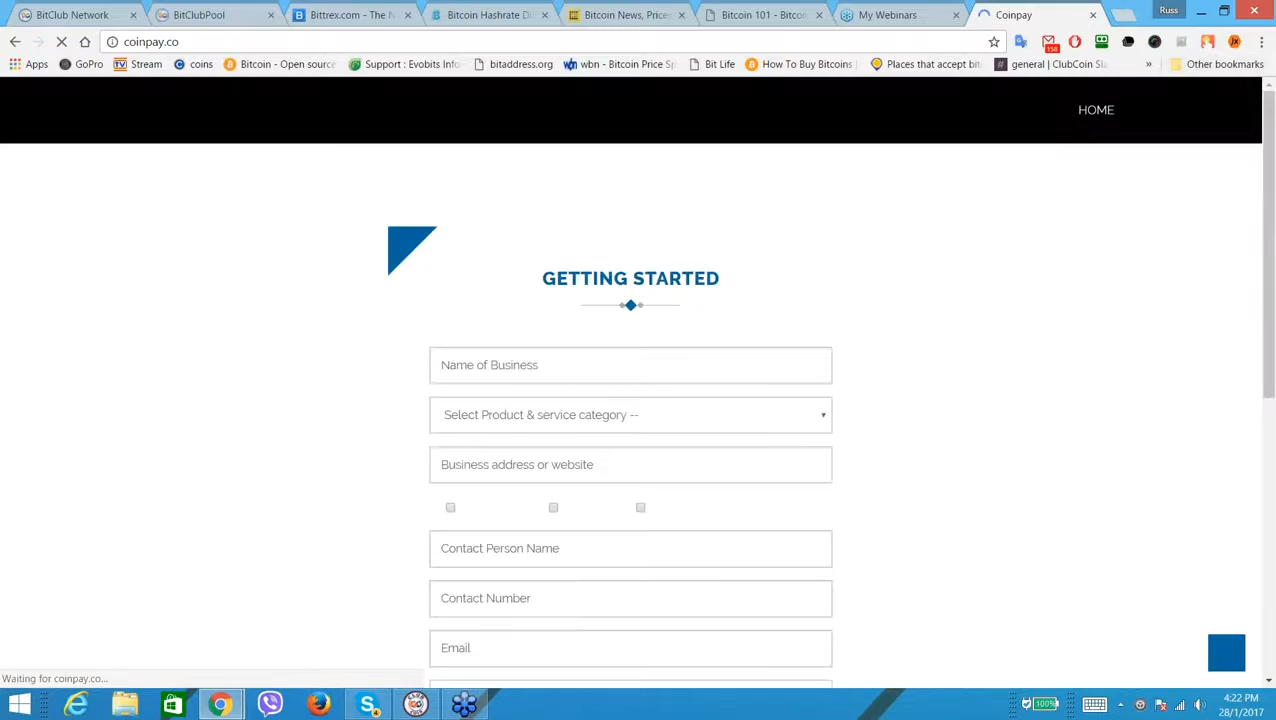 BitClub Network
BitClubPool
Bittrex.com - The N
Bitcoin Hashrate Di
Bitcoin News, Price
Bitcoin 101 - Bitcoi
My Webinars
Coinpay
Russ
coinpay.co
158
Apps
GoPro
Stream
coins
Bitcoin - Open source
Support : Evobits Info
bitaddress.org
wbn - Bitcoin Price Sp
Bit Life
How To Buy Bitcoins
Places that accept bit
general | ClubCoin Sla
»
Other bookmarks
HOME
GETTING STARTED
Name of Business
Select Product & service category --
Business address or website
Contact Person Name
Contact Number
Email
Waiting for coinpay.co...
100%
4:22 PM
28/1/2017